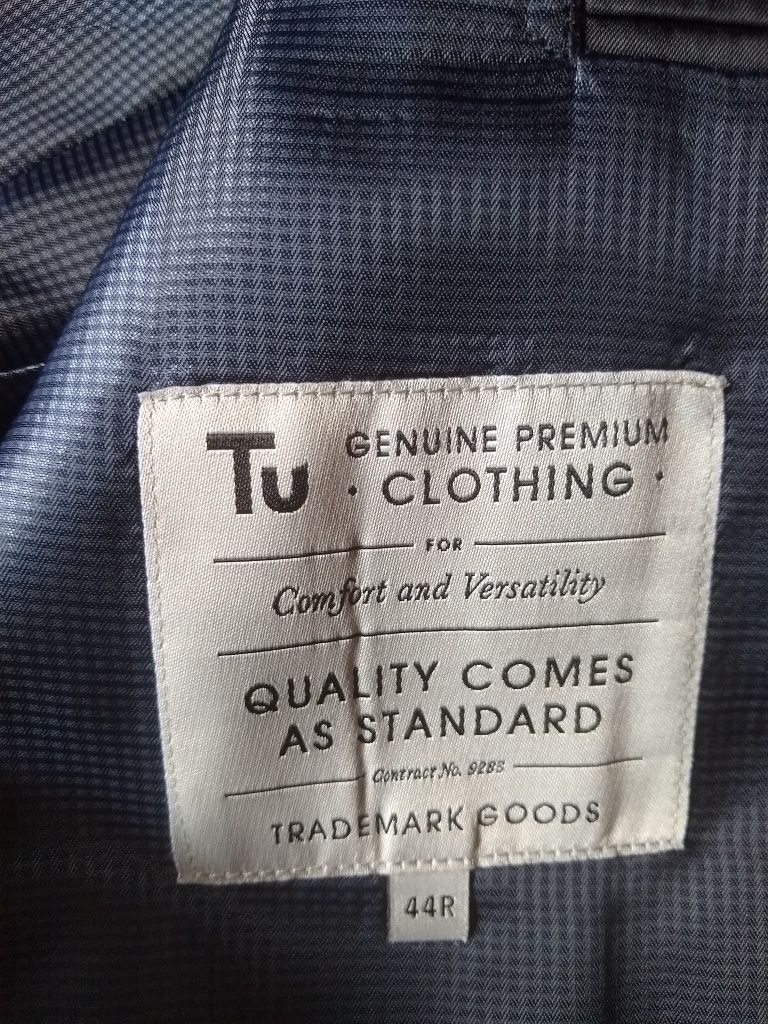 Tu GENUINE PREMIUM
· CLOTHING ·
FOR
Comfort and Versatility
QUALITY COMES
AS STANDARD
Contract No. 9285
TRADEMARK GOODS
44R